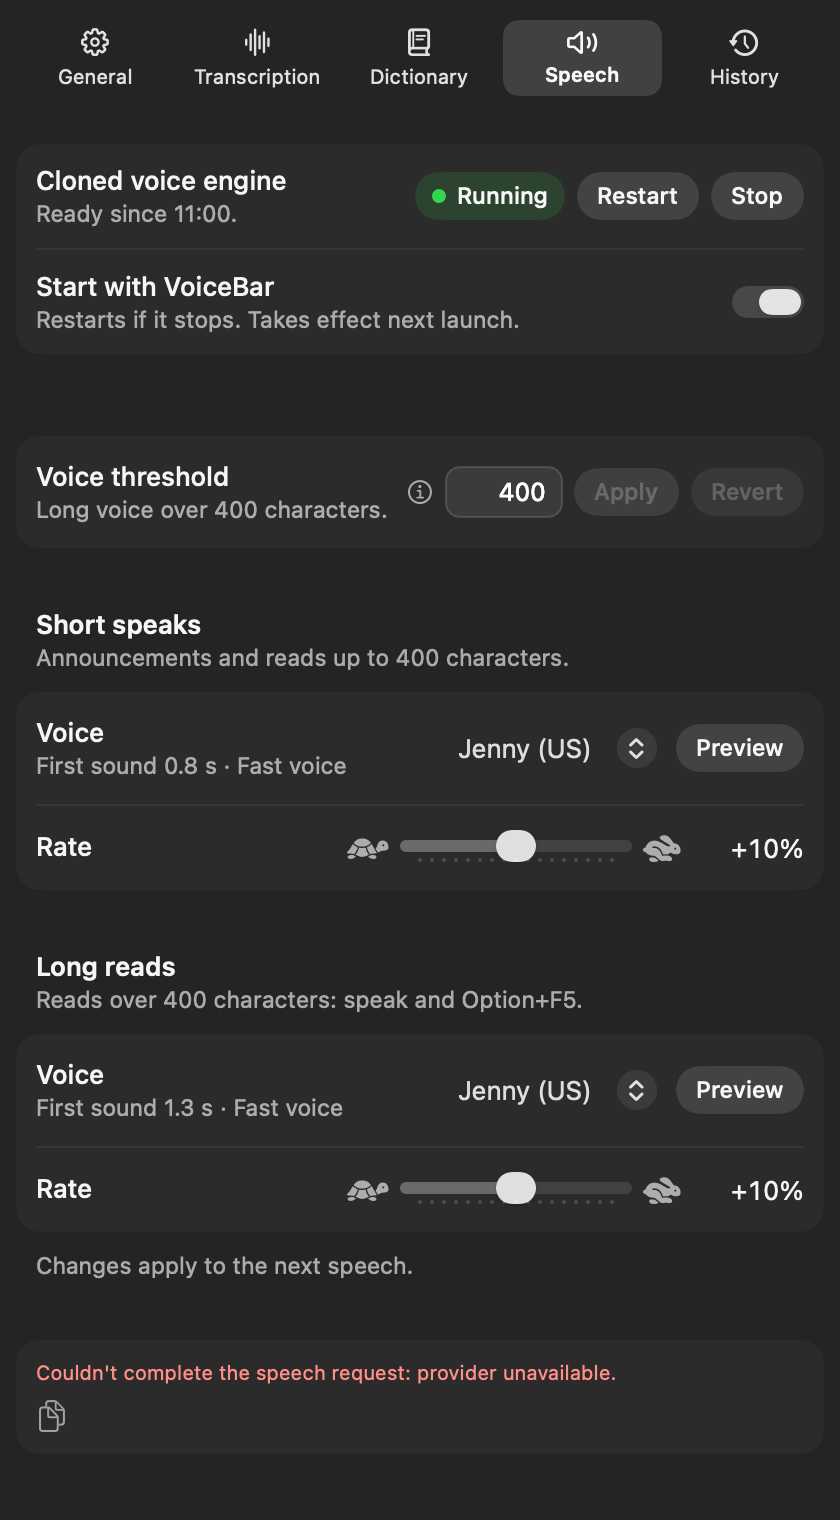 General
Transcription
Dictionary
Speech
History
Cloned voice engine
Ready since 11:00.
Running
Restart
Stop
Start with VoiceBar
Restarts if it stops. Takes effect next launch.
Voice threshold
Long voice over 400 characters.
400
Apply
Revert
Short speaks
Announcements and reads up to 400 characters.
Voice
First sound 0.8 s · Fast voice
Jenny (US)
Preview
Rate
+10%
Long reads
Reads over 400 characters: speak and Option+F5.
Voice
First sound 1.3 s · Fast voice
Jenny (US)
Preview
Rate
+10%
Changes apply to the next speech.
Couldn't complete the speech request: provider unavailable.